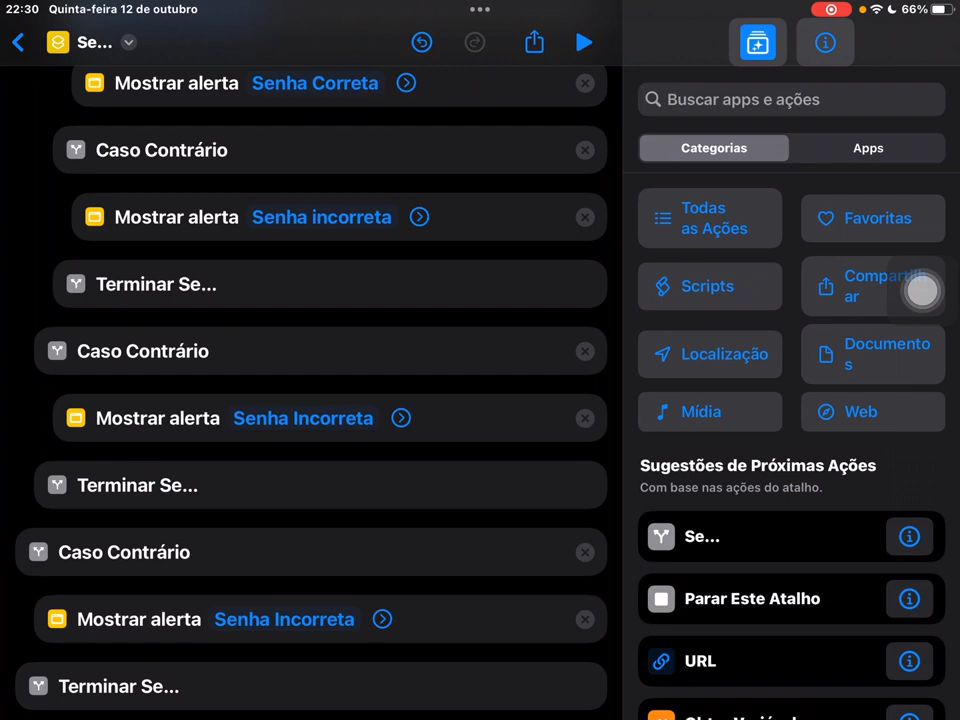 22:30 Quinta-feira 12 de outubro
66%
Se...
Mostrar alerta Senha Correta
Caso Contrário
Mostrar alerta Senha incorreta
Terminar Se...
Caso Contrário
Mostrar alerta Senha Incorreta
Terminar Se...
Caso Contrário
Mostrar alerta Senha Incorreta
Terminar Se...
Buscar apps e ações
Categorias Apps
Todas
as Ações
Favoritas
Scripts
Compartilh
ar
Localização
Documento
s
Mídia
Web
Sugestões de Próximas Ações
Com base nas ações do atalho.
Se...
Parar Este Atalho
URL